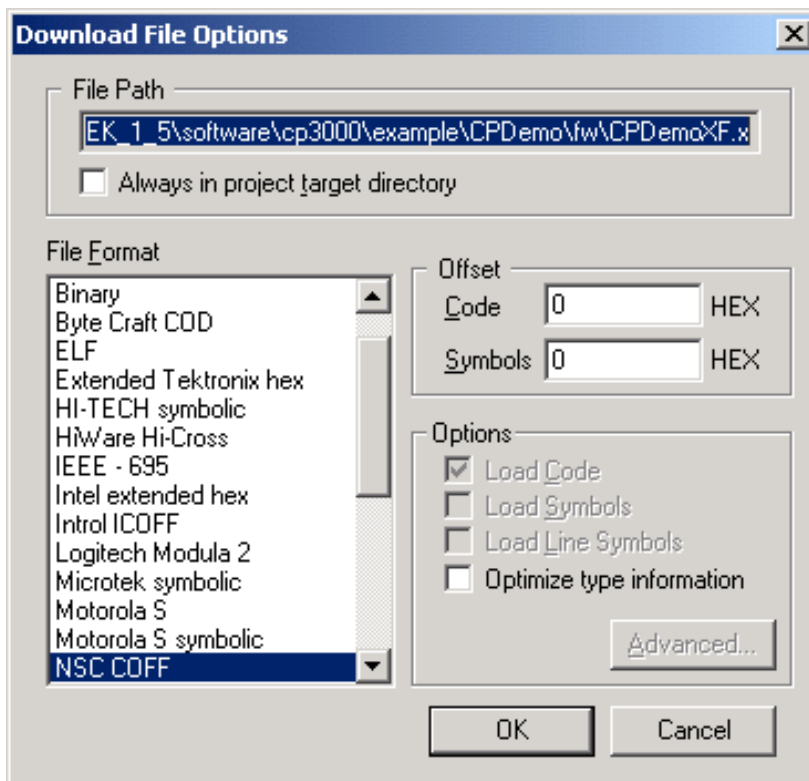 Download File Options
File Path
EK_1_5\software\cp3000\example\CPDemo\fw\CPDemoXF.x
Always in project target directory
File Format
Binary
Byte Craft COD
ELF
Extended Tektronix hex
HI-TECH symbolic
HiWare Hi-Cross
IEEE - 695
Intel extended hex
Introl ICOFF
Logitech Modula 2
Microtek symbolic
Motorola S
Motorola S symbolic
NSC COFF
Offset
Code 0 HEX
Symbols 0 HEX
Options
Load Code
Load Symbols
Load Line Symbols
Optimize type information
Advanced...
OK Cancel